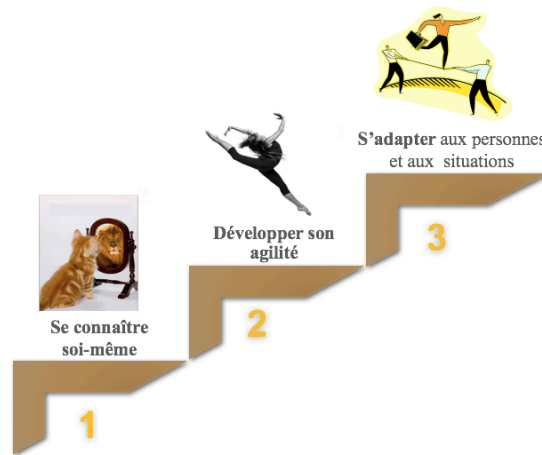 S'adapter aux personnes
et aux situations
3
Développer son
agilité
2
Se connaître
soi-même
1